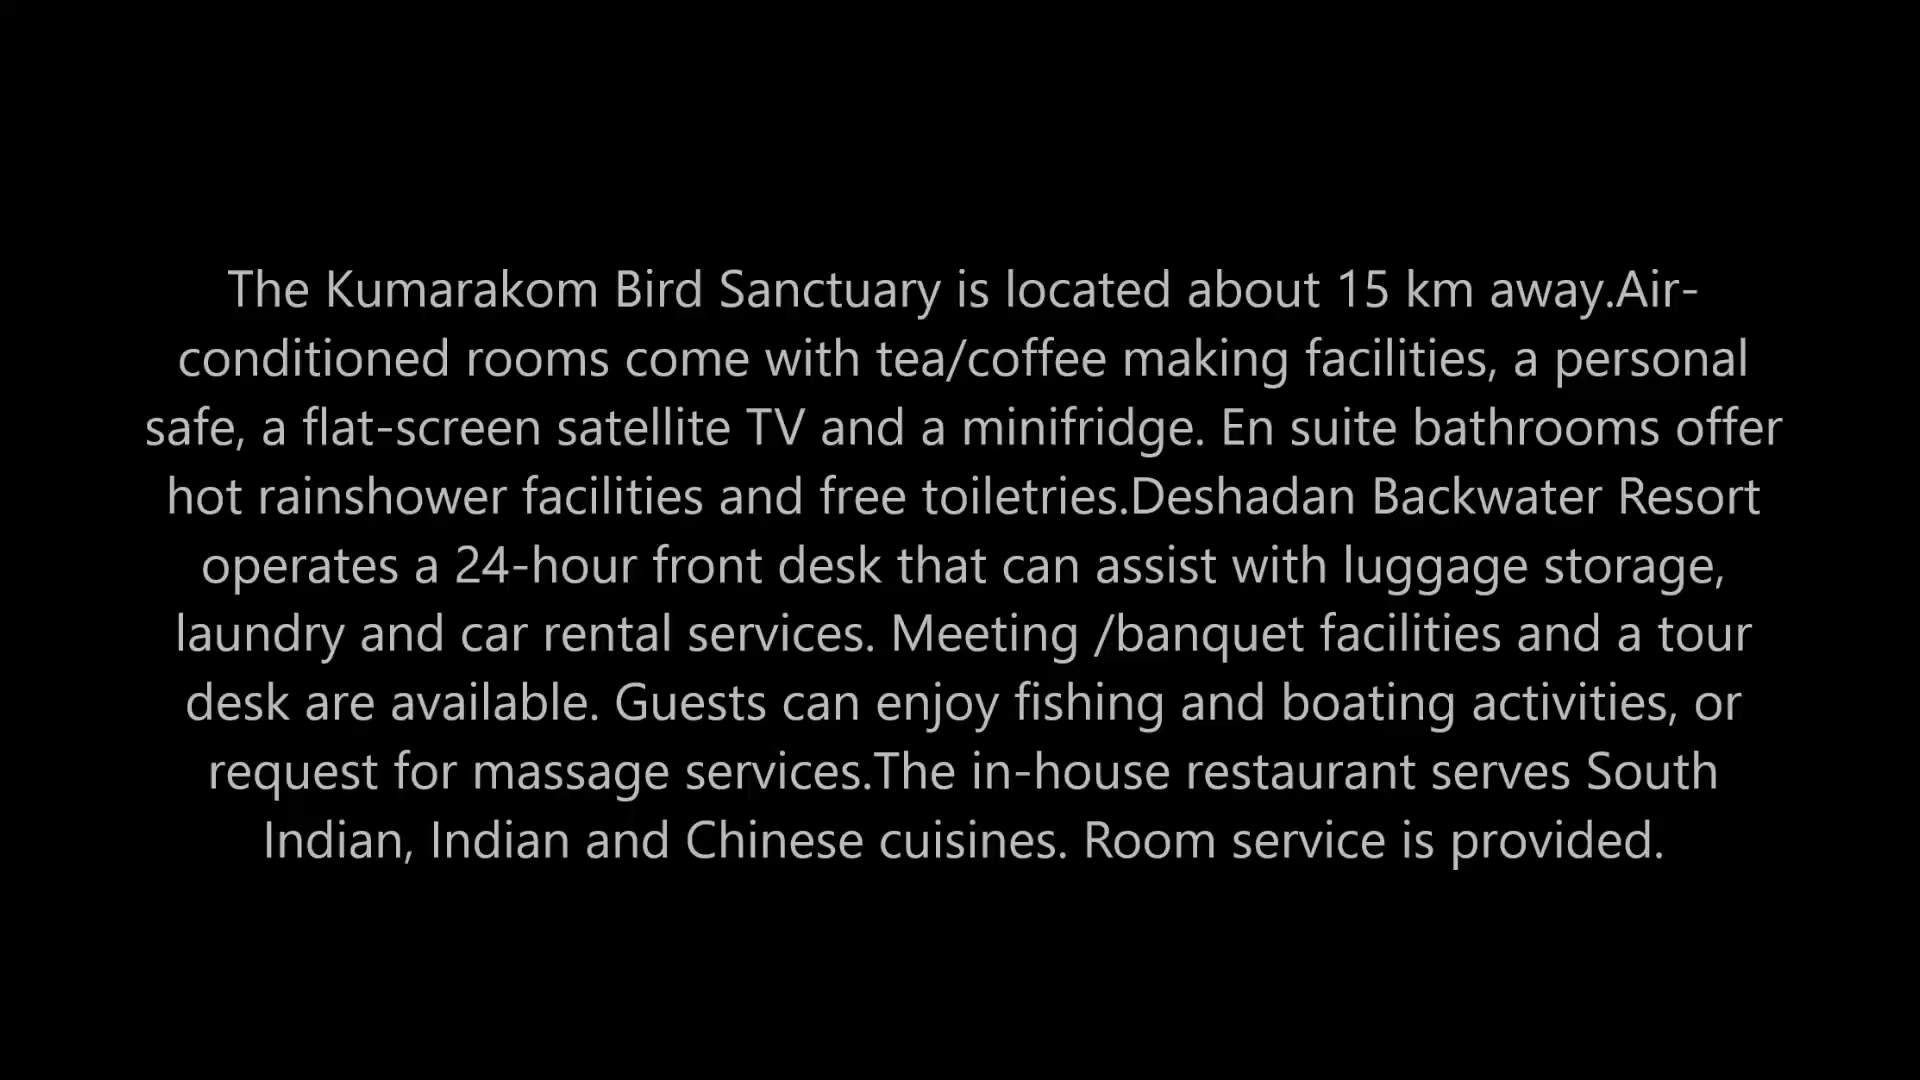 The Kumarakom Bird Sanctuary is located about 15 km away.Air-
conditioned rooms come with tea/coffee making facilities, a personal
safe, a flat-screen satellite TV and a minifridge. En suite bathrooms offer
hot rainshower facilities and free toiletries.Deshadan Backwater Resort
operates a 24-hour front desk that can assist with luggage storage,
laundry and car rental services. Meeting /banquet facilities and a tour
desk are available. Guests can enjoy fishing and boating activities, or
request for massage services.The in-house restaurant serves South
Indian, Indian and Chinese cuisines. Room service is provided.